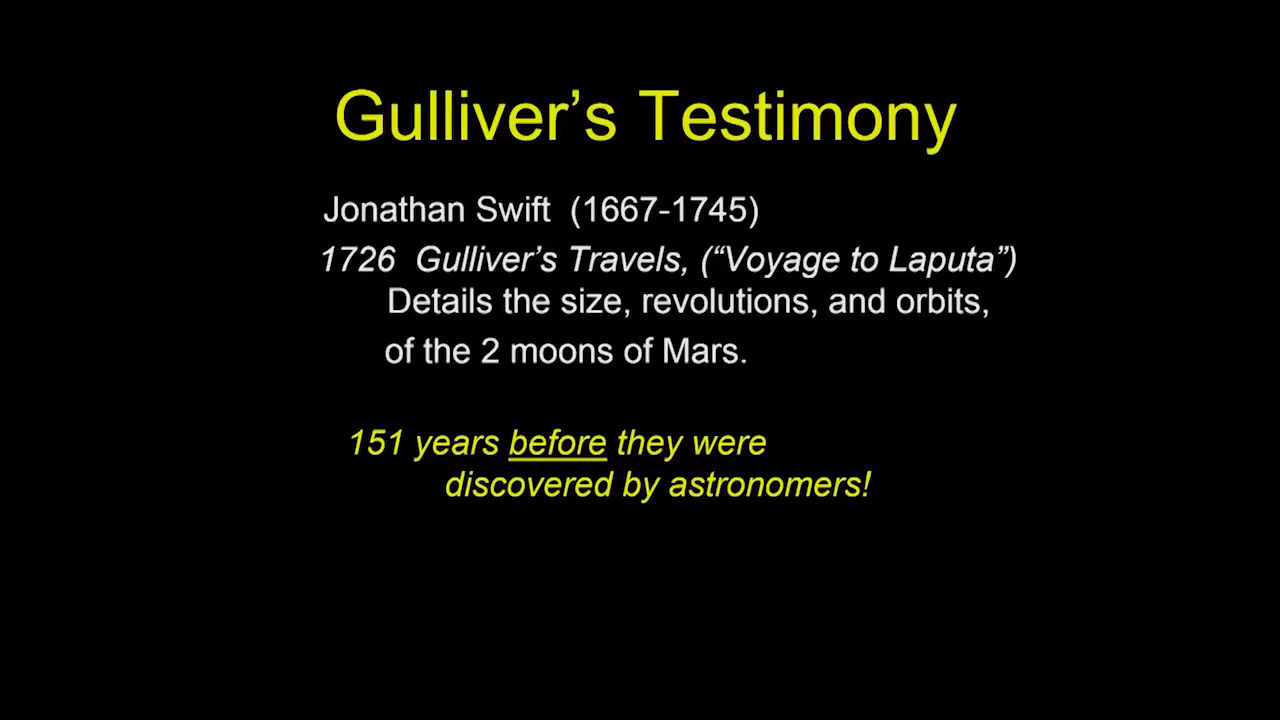 Gulliver’s Testimony
Jonathan Swift (1667-1745)
1726 Gulliver’s Travels, (“Voyage to Laputa”)
Details the size, revolutions, and orbits,
of the 2 moons of Mars.
151 years before they were
discovered by astronomers!